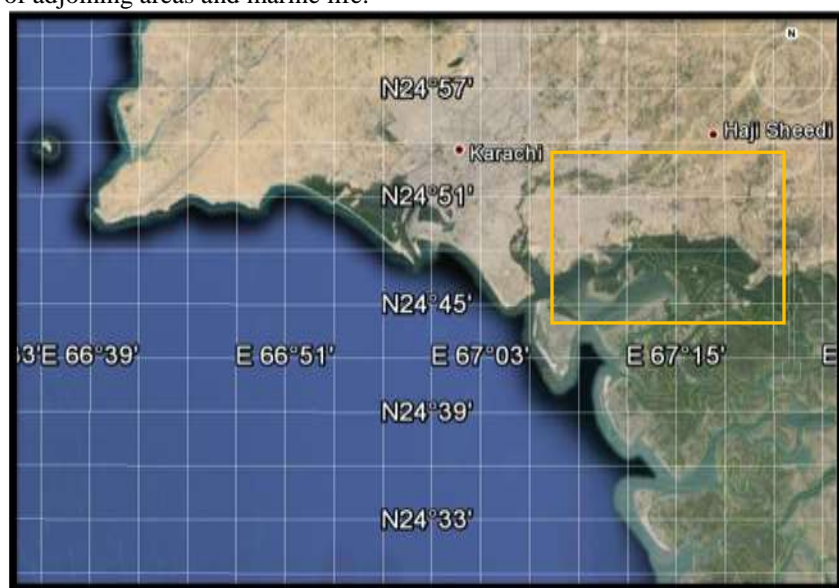 of adjoining areas and marine life.
N
N24°57'
Haji Sheedi
Karachi
N24°51'
N24°45'
33'E 66°39' E 66°51' E 67°03' E 67°15' E
N24°39'
N24°33'